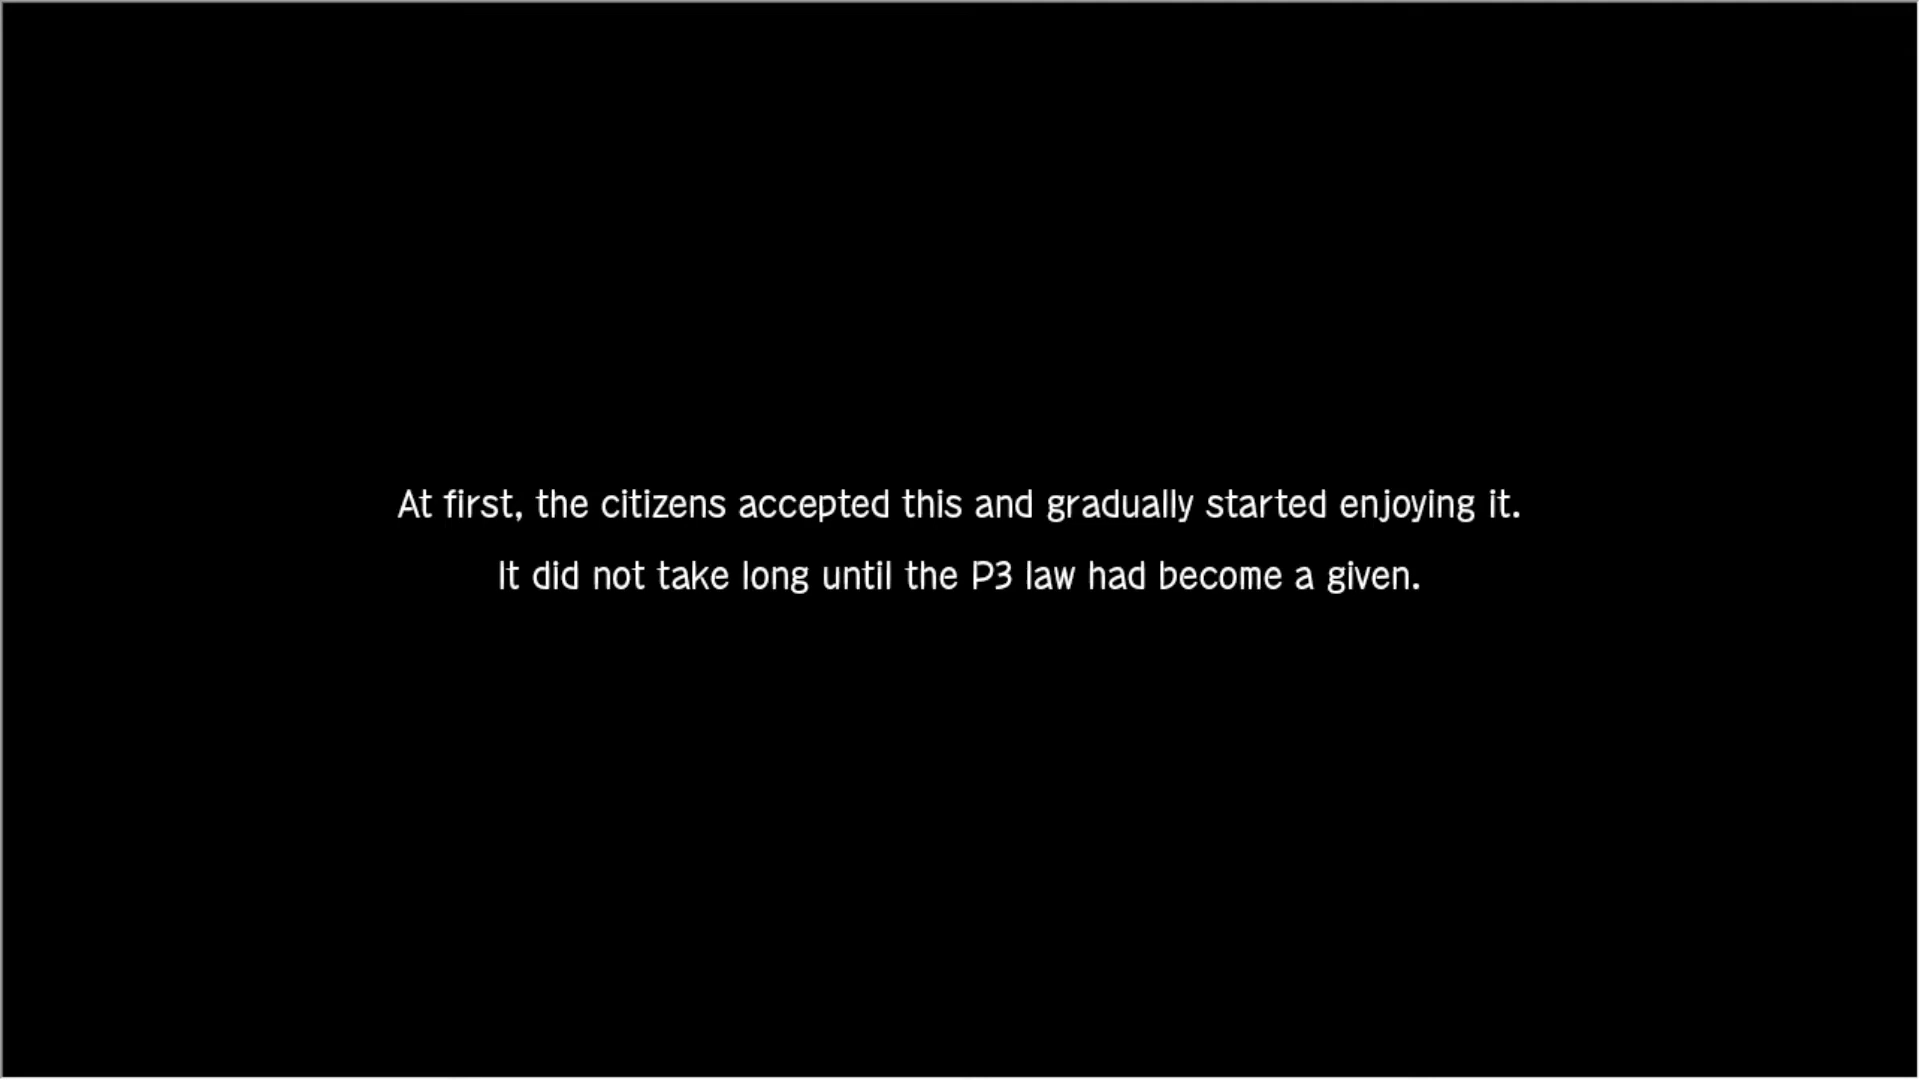 At first, the citizens accepted this and gradually started enjoying it.
It did not take long until the P3 law had become a given.